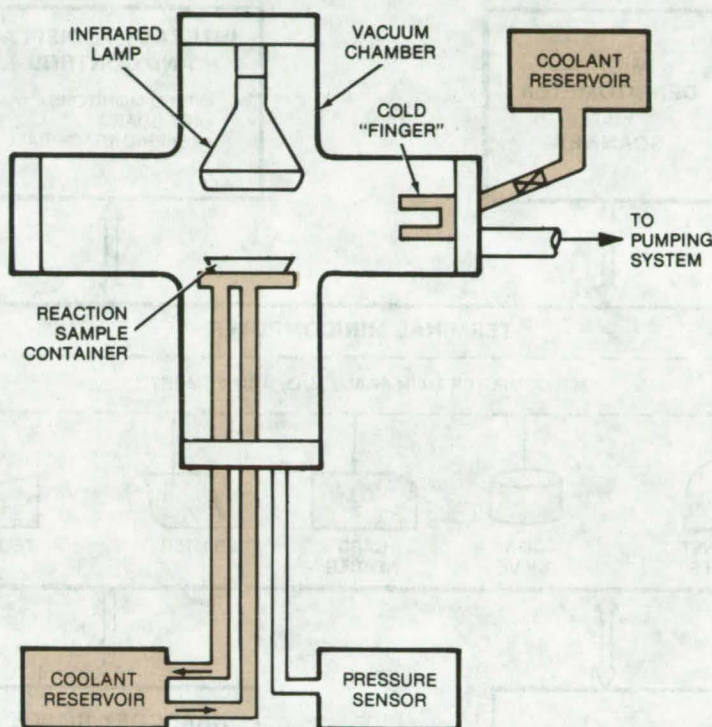 INFRARED
LAMP
VACUUM
CHAMBER
COOLANT
RESERVOIR
COLD
"FINGER"
TO
PUMPING
SYSTEM
REACTION
SAMPLE
CONTAINER
COOLANT
RESERVOIR
PRESSURE
SENSOR